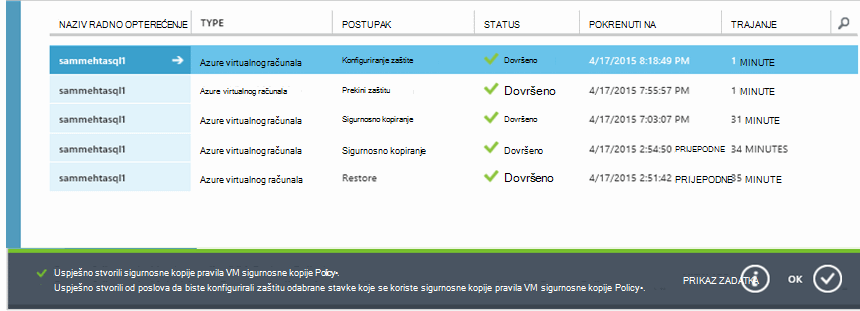 NAZIV RADNO OPTEREĆENJE TYPE POSTUPAK STATUS POKRENUTI NA TRAJANJE
sammehtasql1 Azure virtualnog računala Konfiguriranje zaštite Dovršeno 4/17/2015 8:18:49 PM 1 MINUTE
sammehtasql1 Azure virtualnog računala Prekini zaštitu Dovršeno 4/17/2015 7:55:57 PM 1 MINUTE
sammehtasql1 Azure virtualnog računala Sigurnosno kopiranje Dovršeno 4/17/2015 7:03:07 PM 31 MINUTE
sammehtasql1 Azure virtualnog računala Sigurnosno kopiranje Dovršeno 4/17/2015 2:54:50 PRIJEPODNE 34 MINUTES
sammehtasql1 Azure virtualnog računala Restore Dovršeno 4/17/2015 2:51:42 PRIJEPODNE 35 MINUTE
Uspješno stvorili sigurnosne kopije pravila VM sigurnosne kopije Policy-.
Uspješno stvorili od poslova da biste konfigurirali zaštitu odabrane stavke koje se koriste sigurnosne kopije pravila VM sigurnosne kopije Policy-.
PRIKAZ ZADATKA OK